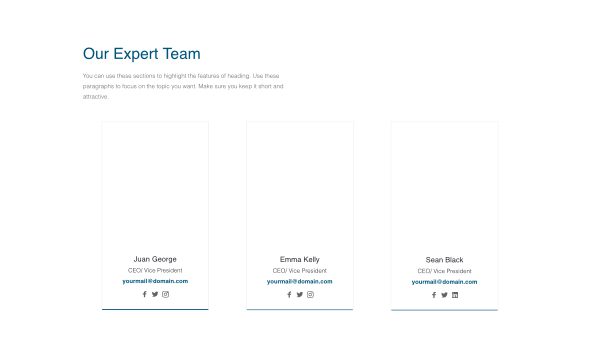 Our Expert Team
You can use these sections to highlight the features of heading. Use these
paragraphs to focus on the topic you want. Make sure you keep it short and
attractive.
Juan George
CEO/ Vice President
yourmail@domain.com
Emma Kelly
CEO/ Vice President
yourmail@domain.com
Sean Black
CEO/ Vice President
yourmail@domain.com